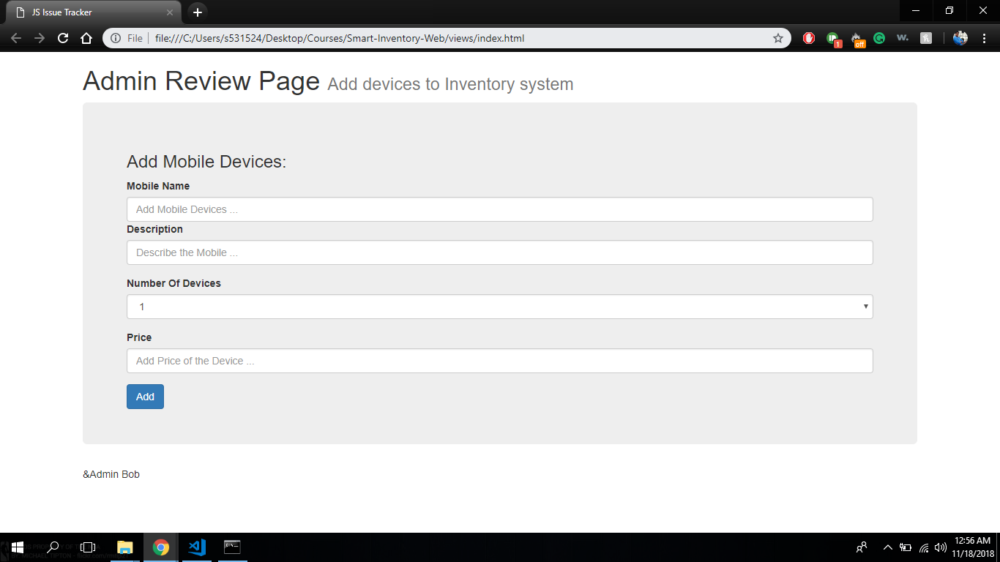 JS Issue Tracker
File
file:///C:/Users/s531524/Desktop/Courses/Smart-Inventory-Web/views/index.html
1
off
w.
Admin Review Page Add devices to Inventory system
Add Mobile Devices:
Mobile Name
Add Mobile Devices ...
Description
Describe the Mobile ...
Number Of Devices
1
Price
Add Price of the Device ...
Add
&Admin Bob
12:56 AM
11/18/2018